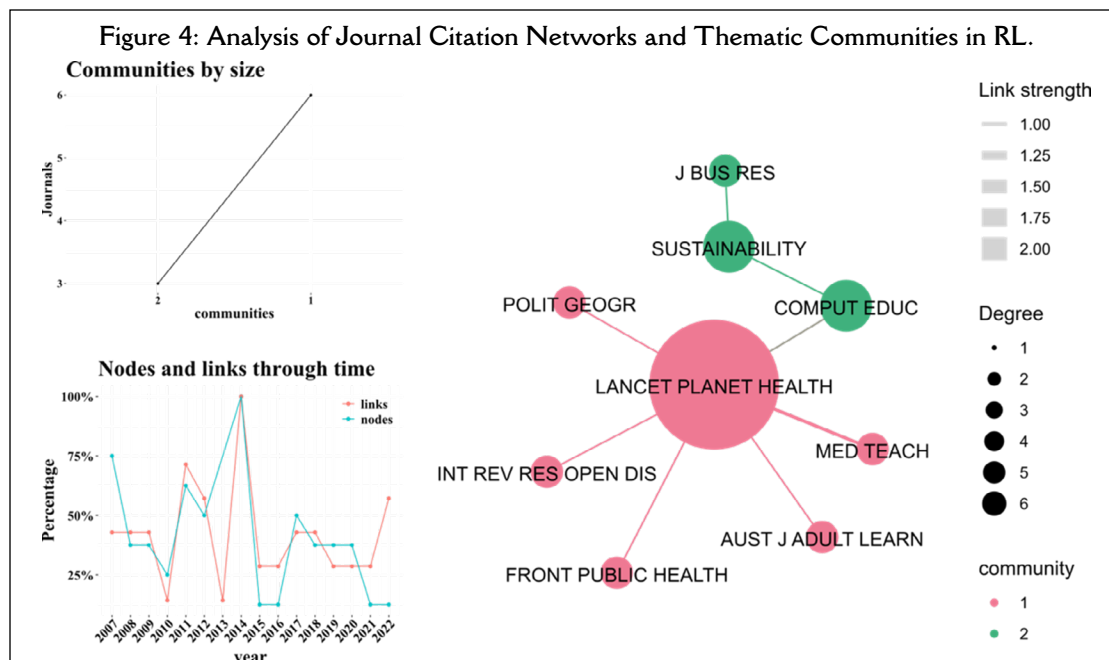 Figure 4: Analysis of Journal Citation Networks and Thematic Communities in RL.
Communities by size
6
5
4
3
Journals
2
1
communities
Nodes and links through time
100%
75%
50%
25%
Percentage
links
nodes
2007
2008
2009
2010
2011
2012
2013
2014
2015
2016
2017
2018
2019
2020
2021
2022
year
J BUS RES
SUSTAINABILITY
POLIT GEOGR
COMPUT EDUC
LANCET PLANET HEALTH
MED TEACH
INT REV RES OPEN DIS
AUST J ADULT LEARN
FRONT PUBLIC HEALTH
Link strength
1.00
1.25
1.50
1.75
2.00
Degree
1
2
3
4
5
6
community
1
2